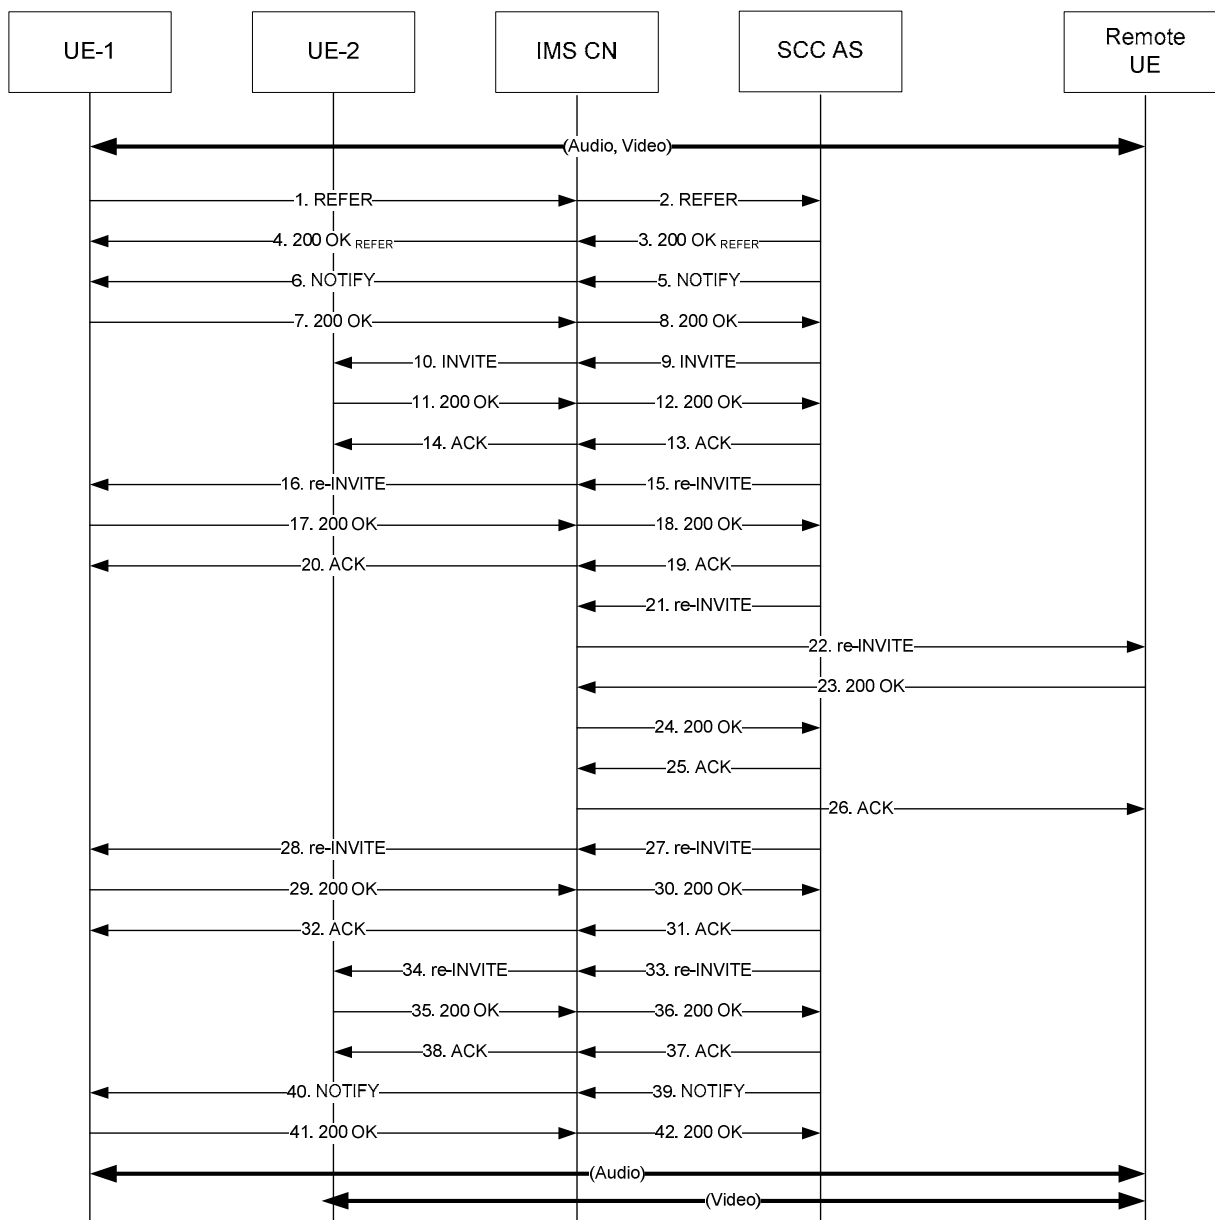 UE-1
UE-2
IMS CN
SCC AS
Remote
UE
(Audio, Video)
1. REFER
2. REFER
4. 200 OK REFER
3. 200 OK REFER
6. NOTIFY
5. NOTIFY
7. 200 OK
8. 200 OK
10. INVITE
9. INVITE
11. 200 OK
12. 200 OK
14. ACK
13. ACK
16. re-INVITE
15. re-INVITE
17. 200 OK
18. 200 OK
20. ACK
19. ACK
21. re-INVITE
22. re-INVITE
23. 200 OK
24. 200 OK
25. ACK
26. ACK
28. re-INVITE
27. re-INVITE
29. 200 OK
30. 200 OK
32. ACK
31. ACK
34. re-INVITE
33. re-INVITE
35. 200 OK
36. 200 OK
38. ACK
37. ACK
40. NOTIFY
39. NOTIFY
41. 200 OK
42. 200 OK
(Audio)
(Video)